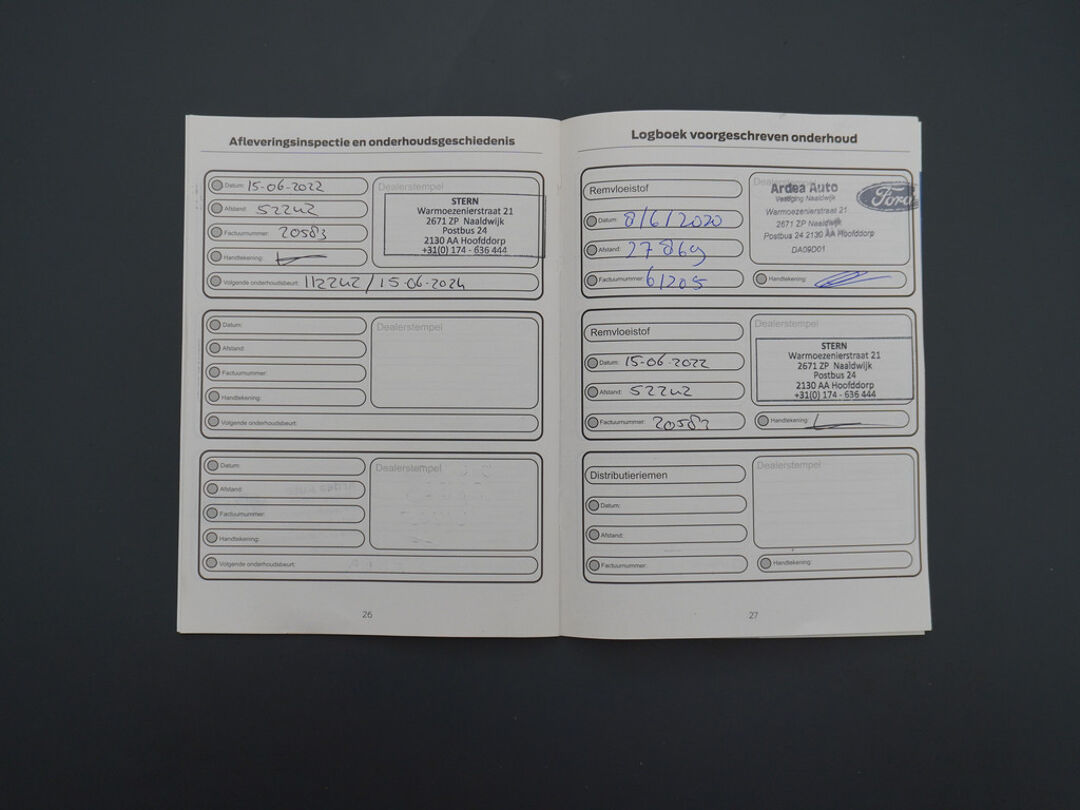 Afleveringsinspectie en onderhoudsgeschiedenis
Datum: 15-06-2022
Afstand: 52242
Factuurnummer: 20583
Handtekening:
Volgende onderhoudsbeurt: 112242 / 15-06-2024
Dealerstempel
STERN
Warmoezenierstraat 21
2671 ZP Naaldwijk
Postbus 24
2130 AA Hoofddorp
+31(0) 174 - 636 444
Datum:
Afstand:
Factuurnummer:
Handtekening:
Volgende onderhoudsbeurt:
Dealerstempel
Datum:
Afstand:
Factuurnummer:
Handtekening:
Volgende onderhoudsbeurt:
Dealerstempel
26
Logboek voorgeschreven onderhoud
Remvloeistof
Datum: 8/6/2020
Afstand: 27869
Factuurnummer: 61205
Dealerstempel
Ardea Auto
Vestiging Naaldwijk
Warmoezenierstraat 21
2671 ZP Naaldwijk
Postbus 24 2130 AA Hoofddorp
DA09D01
Ford
Handtekening:
Remvloeistof
Datum: 15-06-2022
Afstand: 52242
Factuurnummer: 20583
Dealerstempel
STERN
Warmoezenierstraat 21
2671 ZP Naaldwijk
Postbus 24
2130 AA Hoofddorp
+31(0) 174 - 636 444
Handtekening:
Distributieriemen
Datum:
Afstand:
Factuurnummer:
Dealerstempel
Handtekening:
27